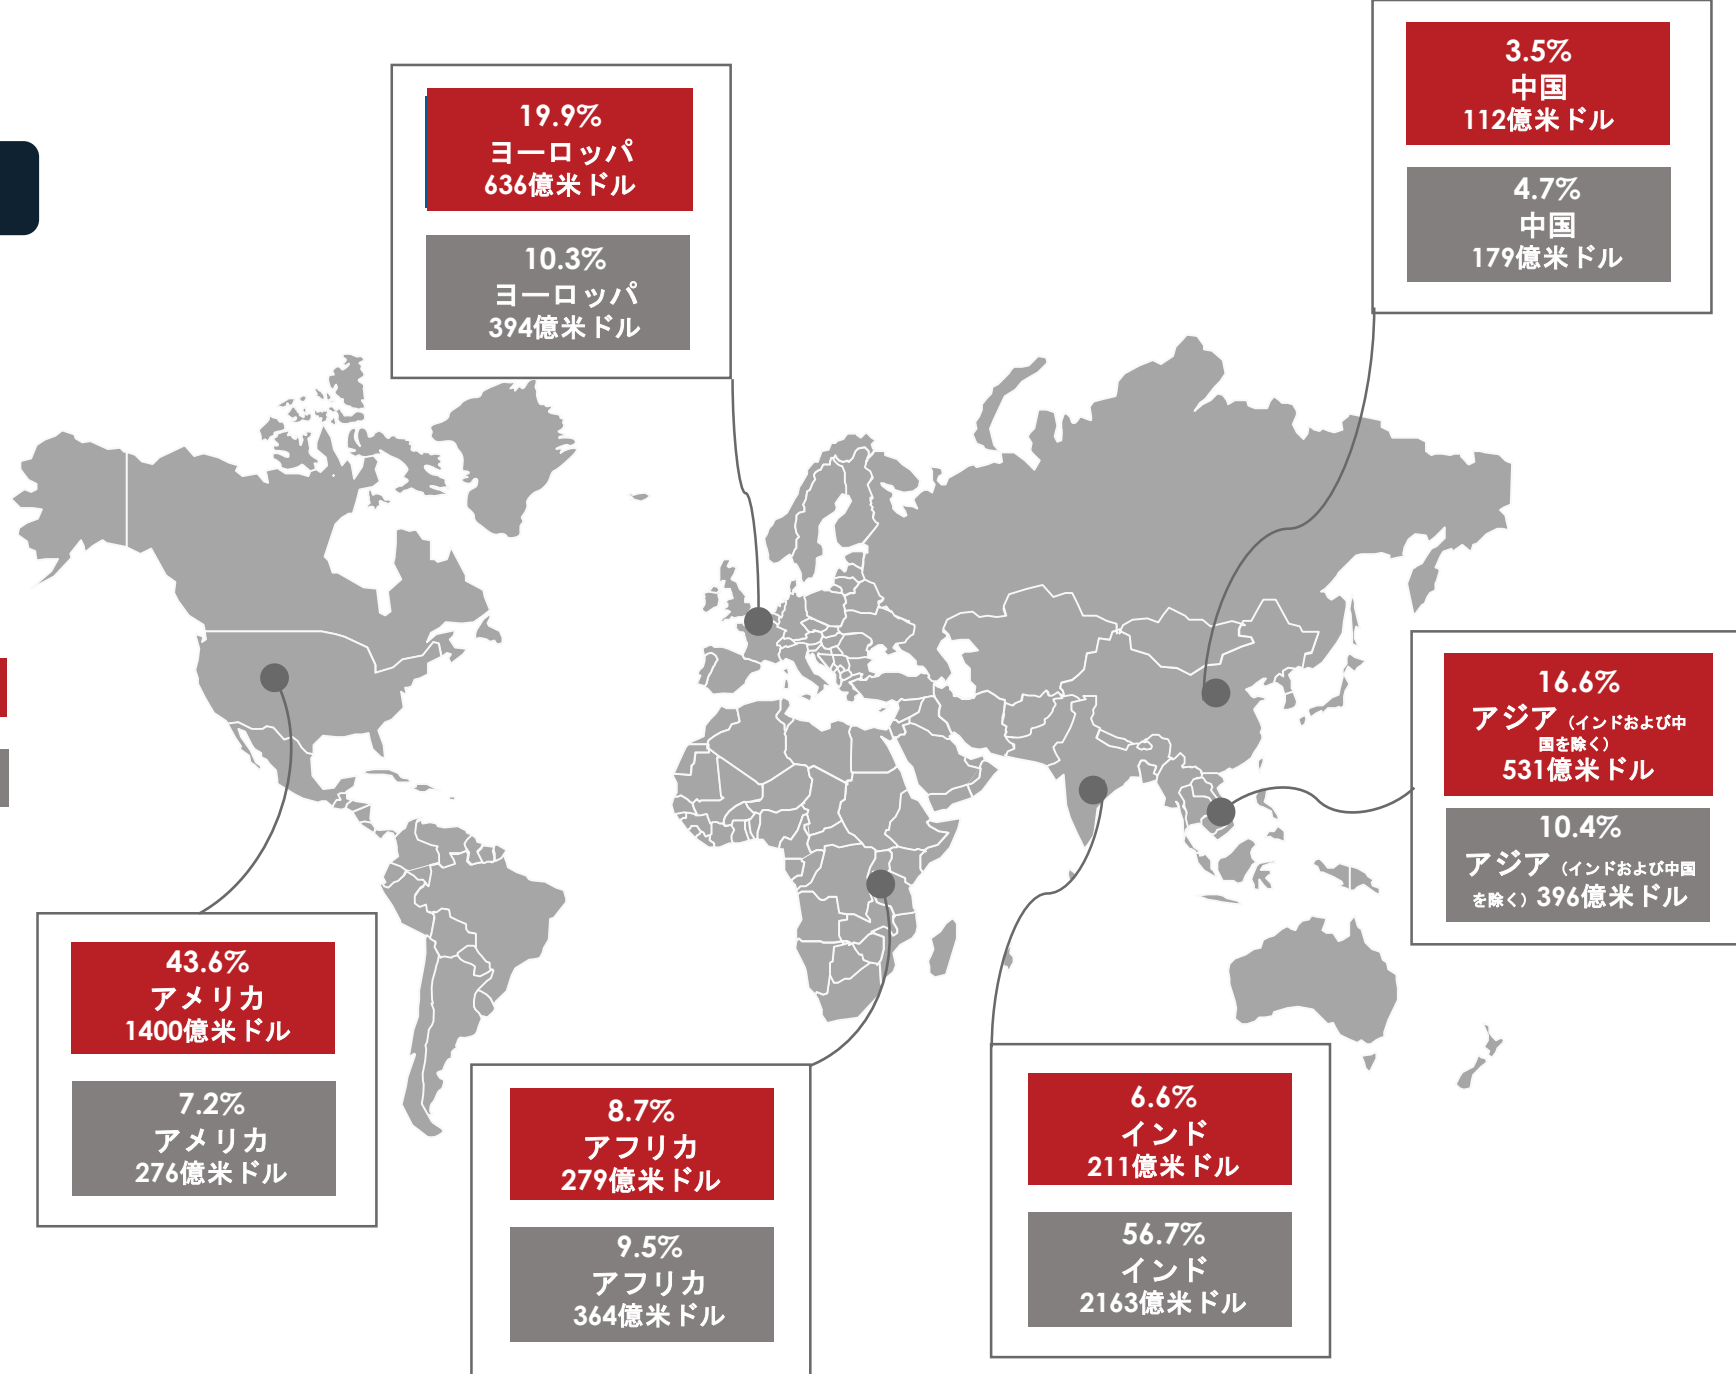 3.5%
中国
112億米ドル
4.7%
中国
179億米ドル
19.9%
ヨーロッパ
636億米ドル
10.3%
ヨーロッパ
394億米ドル
16.6%
アジア（インドおよび中
国を除く）
531億米ドル
10.4%
アジア（インドおよび中国
を除く）396億米ドル
43.6%
アメリカ
1400億米ドル
7.2%
アメリカ
276億米ドル
8.7%
アフリカ
279億米ドル
9.5%
アフリカ
364億米ドル
6.6%
インド
211億米ドル
56.7%
インド
2163億米ドル